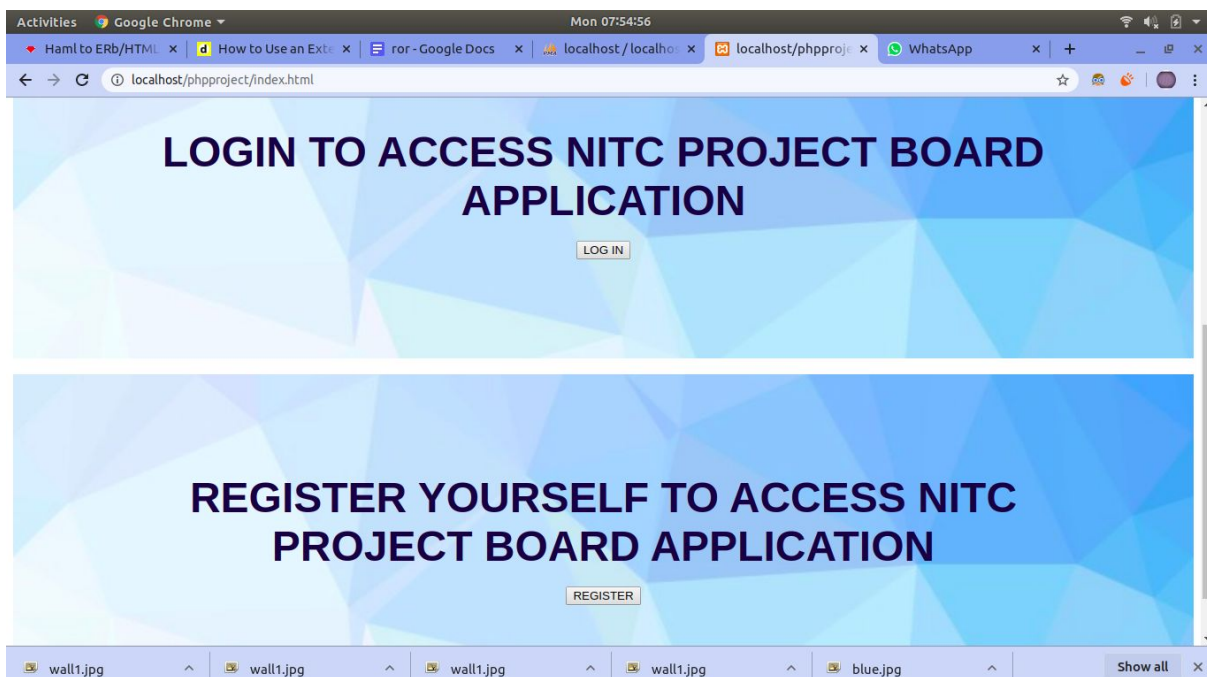 Activities Google Chrome Mon 07:54:56
Haml to ERb/HTML How to Use an Exte ror - Google Docs localhost / localhos localhost/phpproje WhatsApp
localhost/phpproject/index.html
LOGIN TO ACCESS NITC PROJECT BOARD
APPLICATION
LOG IN
REGISTER YOURSELF TO ACCESS NITC
PROJECT BOARD APPLICATION
REGISTER
wall1.jpg wall1.jpg wall1.jpg wall1.jpg blue.jpg Show all